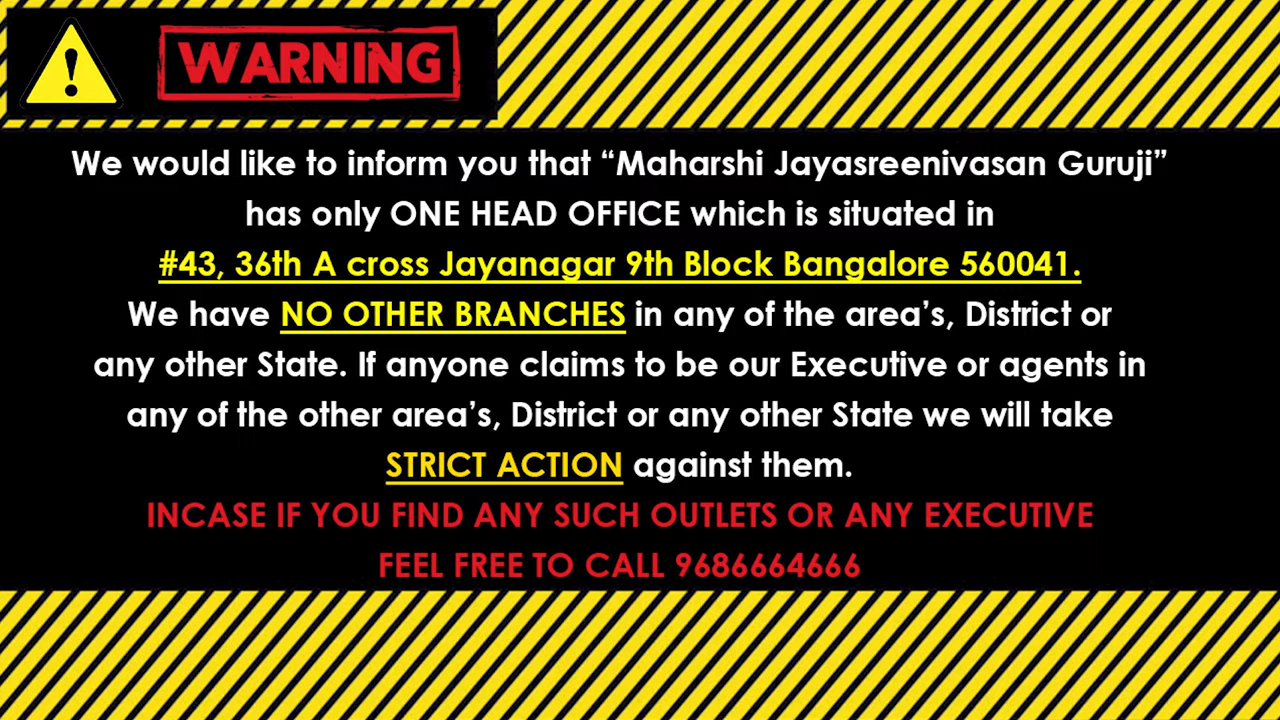 WARNING
We would like to inform you that “Maharshi Jayasreenivasan Guruji”
has only ONE HEAD OFFICE which is situated in
#43, 36th A cross Jayanagar 9th Block Bangalore 560041.
We have NO OTHER BRANCHES in any of the area’s, District or
any other State. If anyone claims to be our Executive or agents in
any of the other area’s, District or any other State we will take
STRICT ACTION against them.
INCASE IF YOU FIND ANY SUCH OUTLETS OR ANY EXECUTIVE
FEEL FREE TO CALL 9686664666